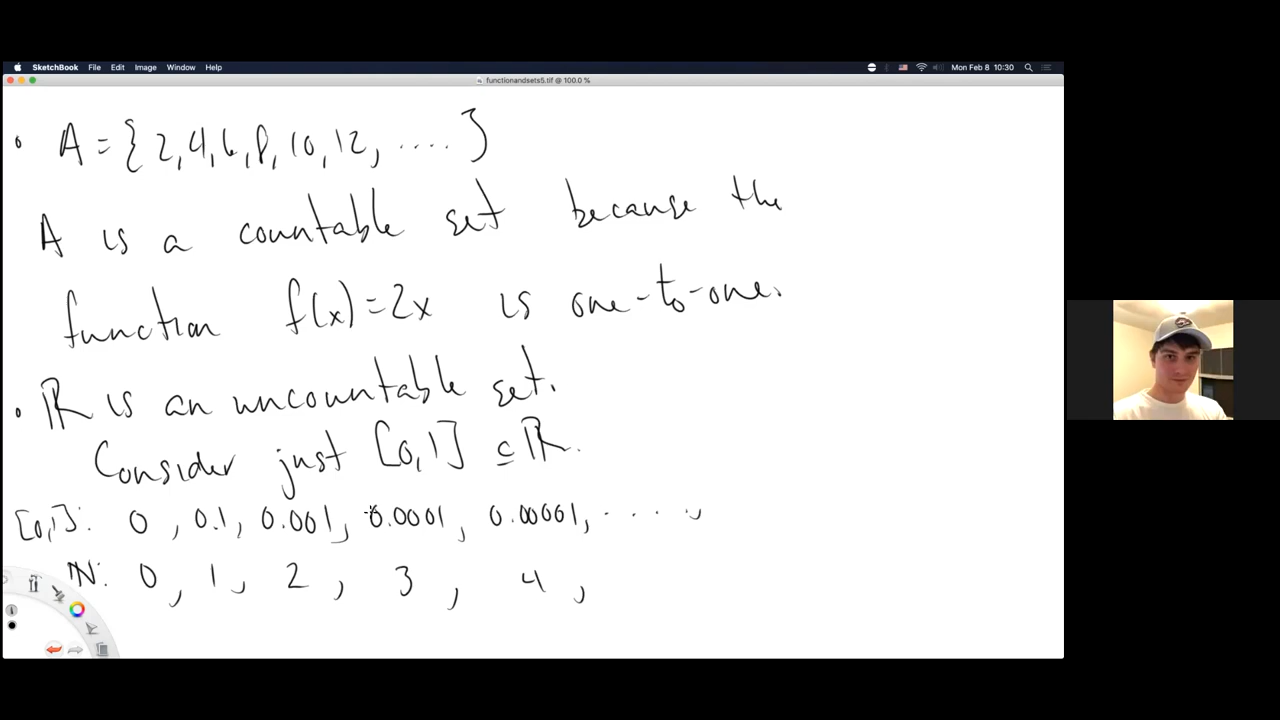 SketchBook File Edit Image Window Help Mon Feb 8 10:30
functionandsets5.tif @ 100.0 %
• A = {2, 4, 6, 8, 10, 12, ....}
A is a countable set because the
function f(x)=2x is one-to-one.
• ℝ is an uncountable set.
Consider just [0,1] ⊆ ℝ.
[0,1]: 0, 0.1, 0.001, 0.0001, 0.00001, ....,
ℕ: 0, 1, 2, 3, 4,